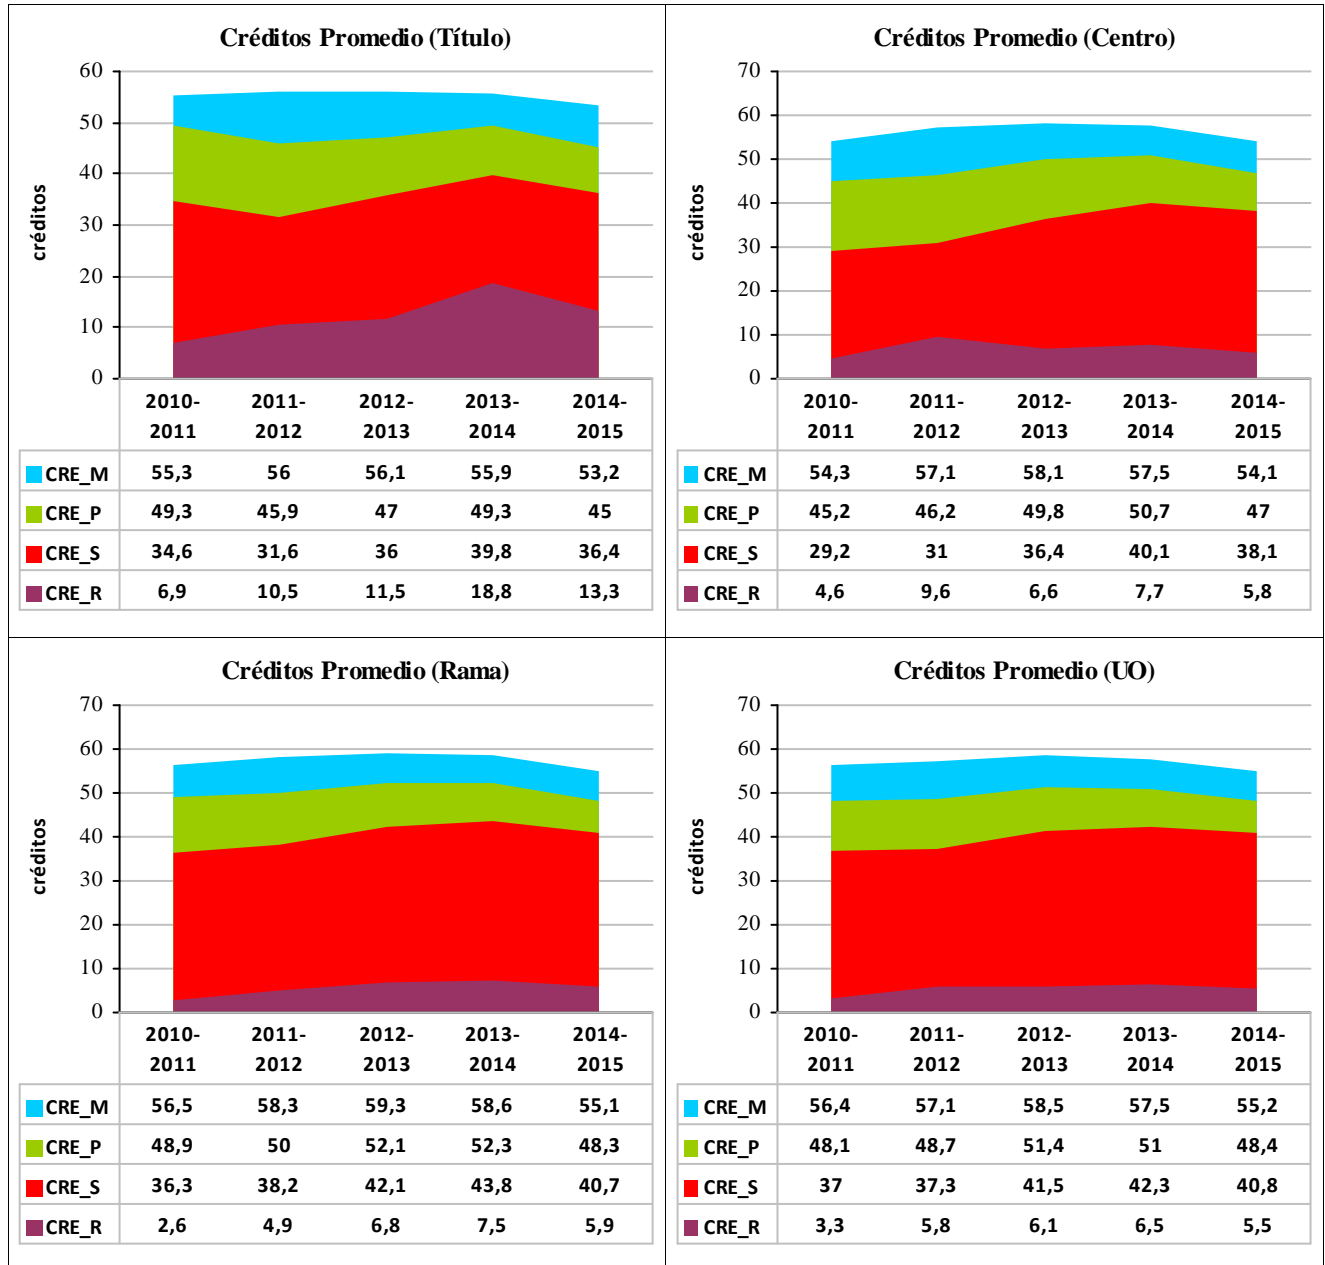 Créditos Promedio (Título)
60
50
40
30
20
10
0
créditos
2010-2011 2011-2012 2012-2013 2013-2014 2014-2015
CRE_M 55,3 56 56,1 55,9 53,2
CRE_P 49,3 45,9 47 49,3 45
CRE_S 34,6 31,6 36 39,8 36,4
CRE_R 6,9 10,5 11,5 18,8 13,3
Créditos Promedio (Centro)
70
60
50
40
30
20
10
0
créditos
2010-2011 2011-2012 2012-2013 2013-2014 2014-2015
CRE_M 54,3 57,1 58,1 57,5 54,1
CRE_P 45,2 46,2 49,8 50,7 47
CRE_S 29,2 31 36,4 40,1 38,1
CRE_R 4,6 9,6 6,6 7,7 5,8
Créditos Promedio (Rama)
70
60
50
40
30
20
10
0
créditos
2010-2011 2011-2012 2012-2013 2013-2014 2014-2015
CRE_M 56,5 58,3 59,3 58,6 55,1
CRE_P 48,9 50 52,1 52,3 48,3
CRE_S 36,3 38,2 42,1 43,8 40,7
CRE_R 2,6 4,9 6,8 7,5 5,9
Créditos Promedio (UO)
70
60
50
40
30
20
10
0
créditos
2010-2011 2011-2012 2012-2013 2013-2014 2014-2015
CRE_M 56,4 57,1 58,5 57,5 55,2
CRE_P 48,1 48,7 51,4 51 48,4
CRE_S 37 37,3 41,5 42,3 40,8
CRE_R 3,3 5,8 6,1 6,5 5,5